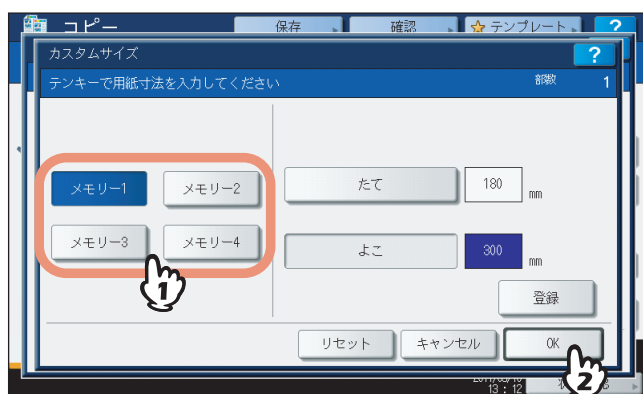 コピー 保存 確認 テンプレート ?
カスタムサイズ ?
テンキーで用紙寸法を入力してください 部数 1
メモリー1 メモリー2 たて 180 mm
メモリー3 メモリー4 よこ 300 mm
1
登録
リセット キャンセル OK
2
13:12